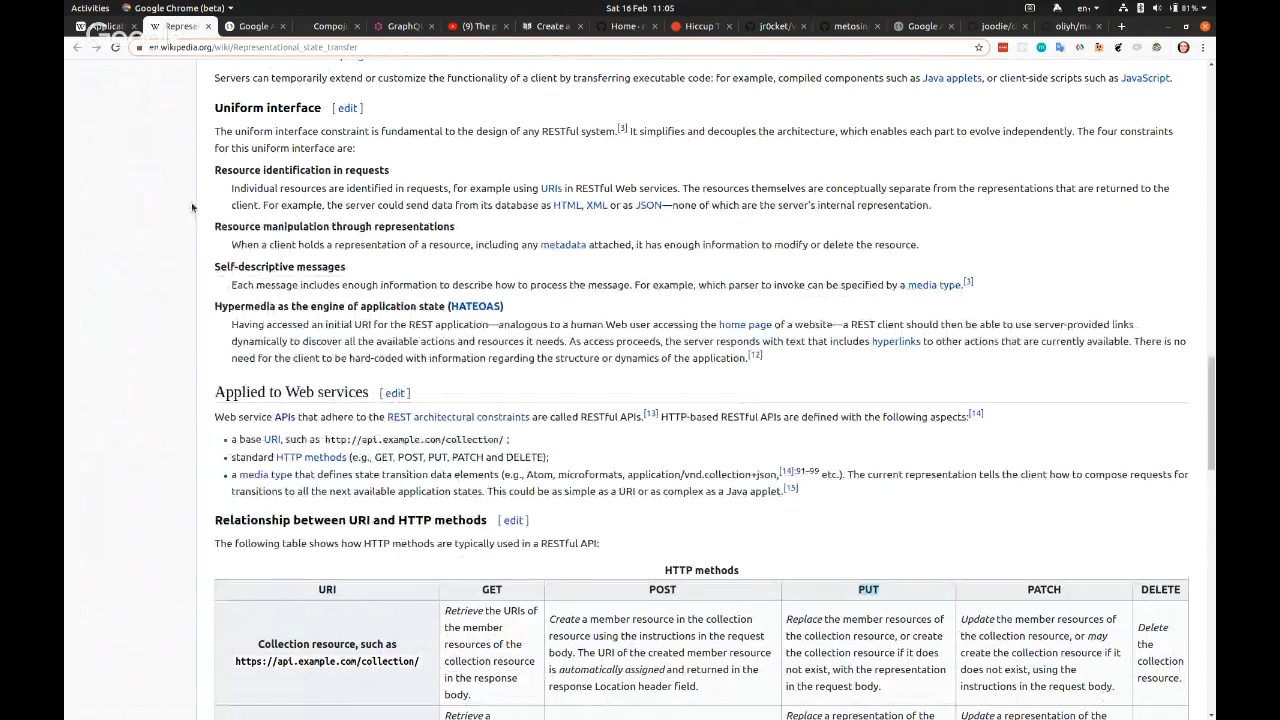 Activities Google Chrome (beta) Sat 16 Feb 11:05 en 81%
Represe Google A Compoju GraphQL (9) The p Create a Home - Hiccup T jr0cket/ metosin Google A joodie/c oliyh/m
en.wikipedia.org/wiki/Representational_state_transfer
Servers can temporarily extend or customize the functionality of a client by transferring executable code: for example, compiled components such as Java applets, or client-side scripts such as JavaScript.
Uniform interface [ edit ]
The uniform interface constraint is fundamental to the design of any RESTful system.[3] It simplifies and decouples the architecture, which enables each part to evolve independently. The four constraints
for this uniform interface are:
Resource identification in requests
Individual resources are identified in requests, for example using URIs in RESTful Web services. The resources themselves are conceptually separate from the representations that are returned to the
client. For example, the server could send data from its database as HTML, XML or as JSON—none of which are the server's internal representation.
Resource manipulation through representations
When a client holds a representation of a resource, including any metadata attached, it has enough information to modify or delete the resource.
Self-descriptive messages
Each message includes enough information to describe how to process the message. For example, which parser to invoke can be specified by a media type.[3]
Hypermedia as the engine of application state (HATEOAS)
Having accessed an initial URI for the REST application—analogous to a human Web user accessing the home page of a website—a REST client should then be able to use server-provided links
dynamically to discover all the available actions and resources it needs. As access proceeds, the server responds with text that includes hyperlinks to other actions that are currently available. There is no
need for the client to be hard-coded with information regarding the structure or dynamics of the application.[12]
Applied to Web services [ edit ]
Web service APIs that adhere to the REST architectural constraints are called RESTful APIs.[13] HTTP-based RESTful APIs are defined with the following aspects:[14]
a base URI, such as http://api.example.com/collection/ ;
standard HTTP methods (e.g., GET, POST, PUT, PATCH and DELETE);
a media type that defines state transition data elements (e.g., Atom, microformats, application/vnd.collection+json,[14]:91–99 etc.). The current representation tells the client how to compose requests for
transitions to all the next available application states. This could be as simple as a URI or as complex as a Java applet.[15]
Relationship between URI and HTTP methods [ edit ]
The following table shows how HTTP methods are typically used in a RESTful API:
HTTP methods
URI GET POST PUT PATCH DELETE
Collection resource, such as
https://api.example.com/collection/
Retrieve the URIs of
the member
resources of the
collection resource
in the response
body.
Create a member resource in the collection
resource using the instructions in the request
body. The URI of the created member resource
is automatically assigned and returned in the
response Location header field.
Replace the member resources of
the collection resource, or create
the collection resource if it does
not exist, with the representation
in the request body.
Update the member resources of
the collection resource, or may
create the collection resource if it
does not exist, using the
instructions in the request body.
Delete
the
collection
resource.
Retrieve a
Replace a representation of the
Update a representation of the